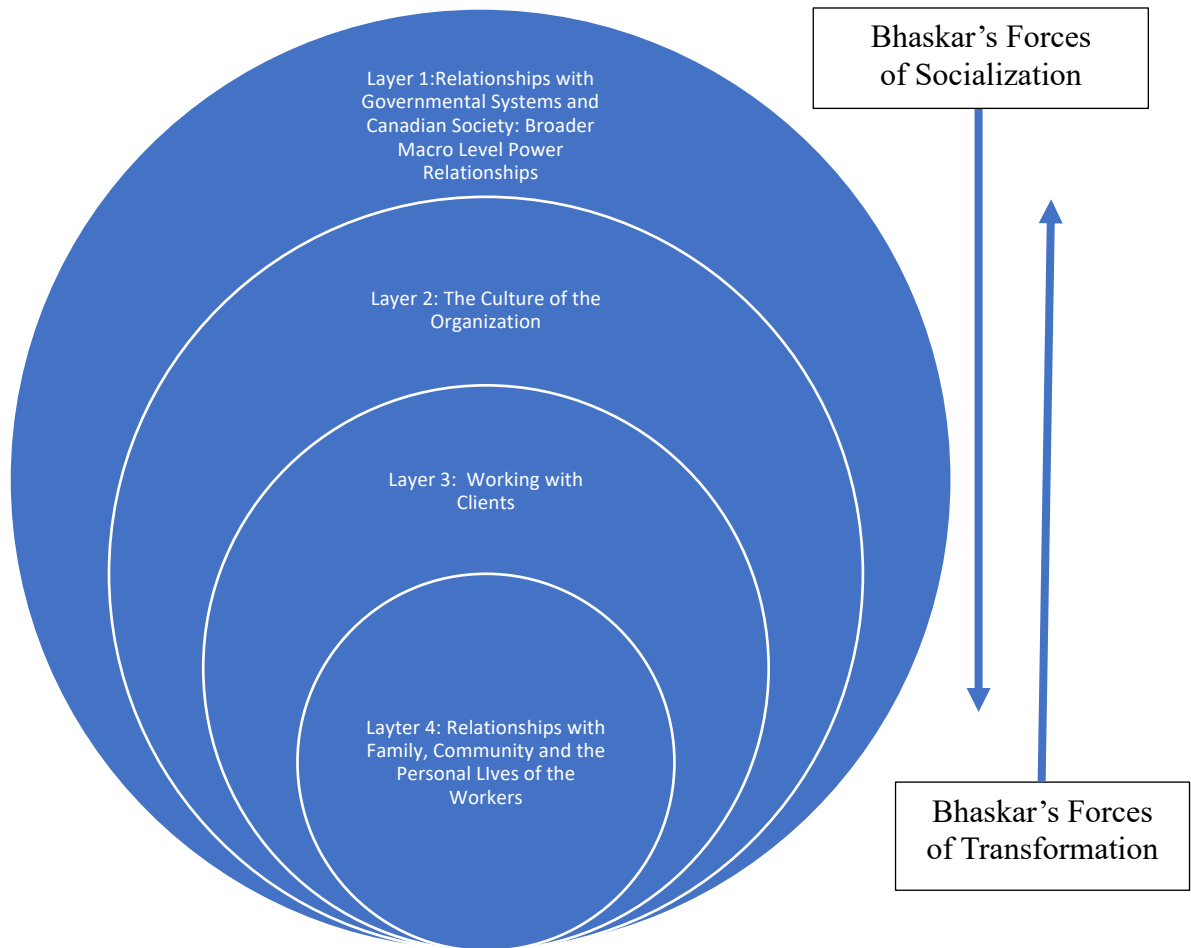 Layer 1:Relationships with
Governmental Systems and
Canadian Society: Broader
Macro Level Power
Relationships
Layer 2: The Culture of the
Organization
Layer 3:  Working with
Clients
Layter 4: Relationships with
Family, Community and the
Personal LIves of the
Workers
Bhaskar’s Forces
of Socialization
Bhaskar’s Forces
of Transformation